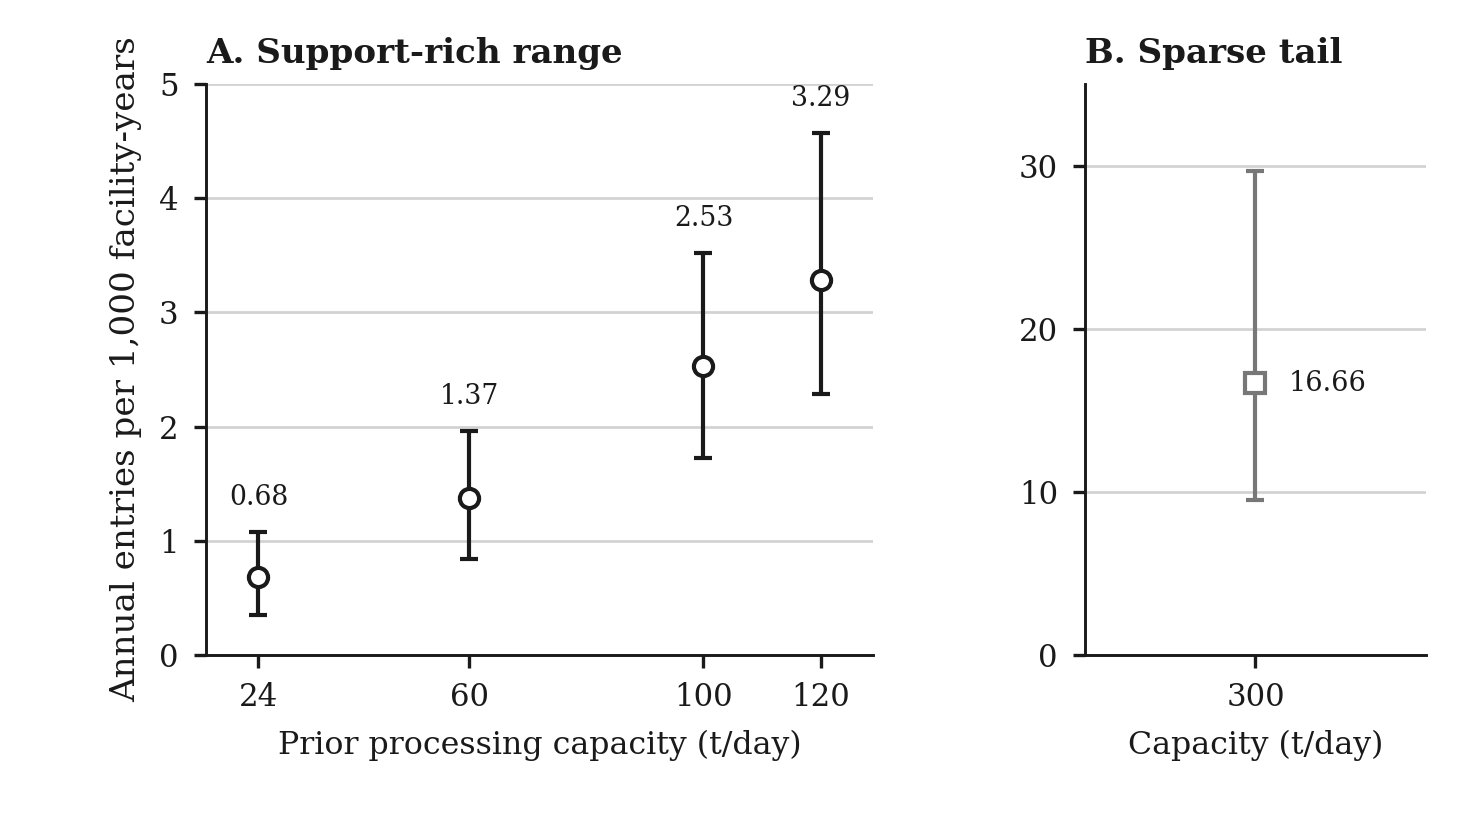 A. Support-rich range
Annual entries per 1,000 facility-years
5
4
3
2
1
0
0.68
1.37
2.53
3.29
24 60 100 120
Prior processing capacity (t/day)
B. Sparse tail
30
20
10
0
16.66
300
Capacity (t/day)